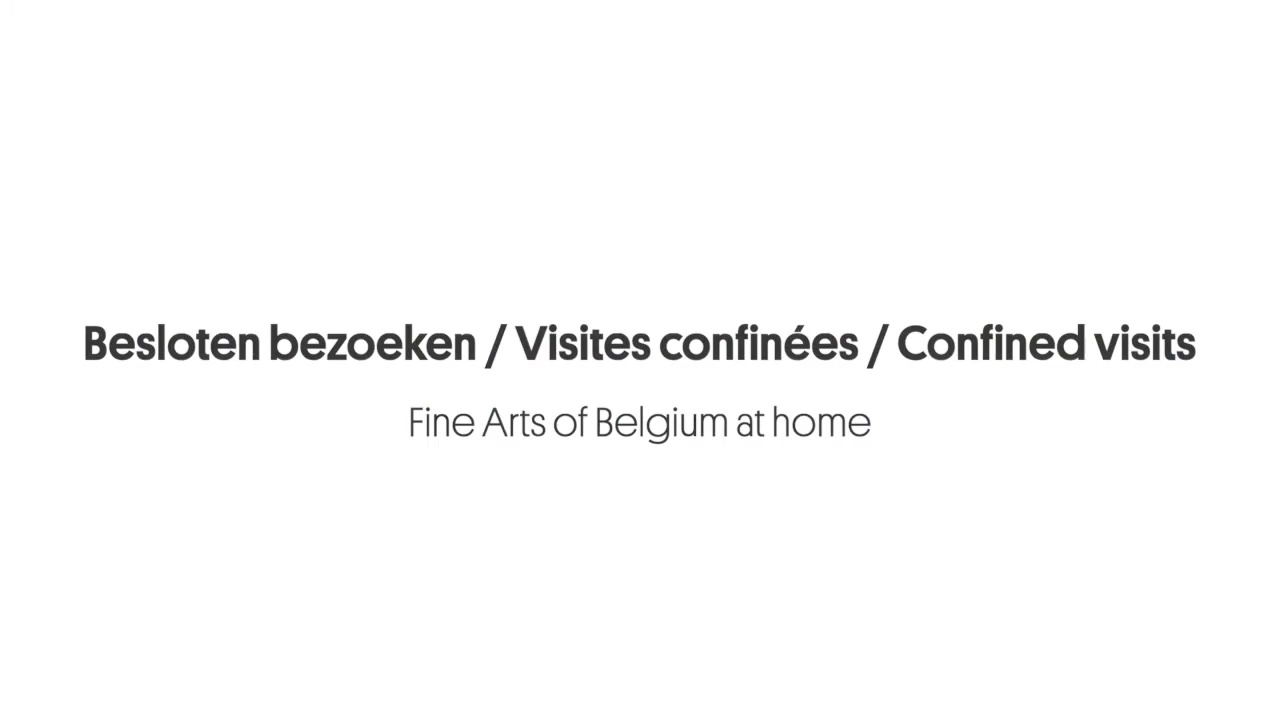 Besloten bezoeken / Visites confinées / Confined visits
Fine Arts of Belgium at home